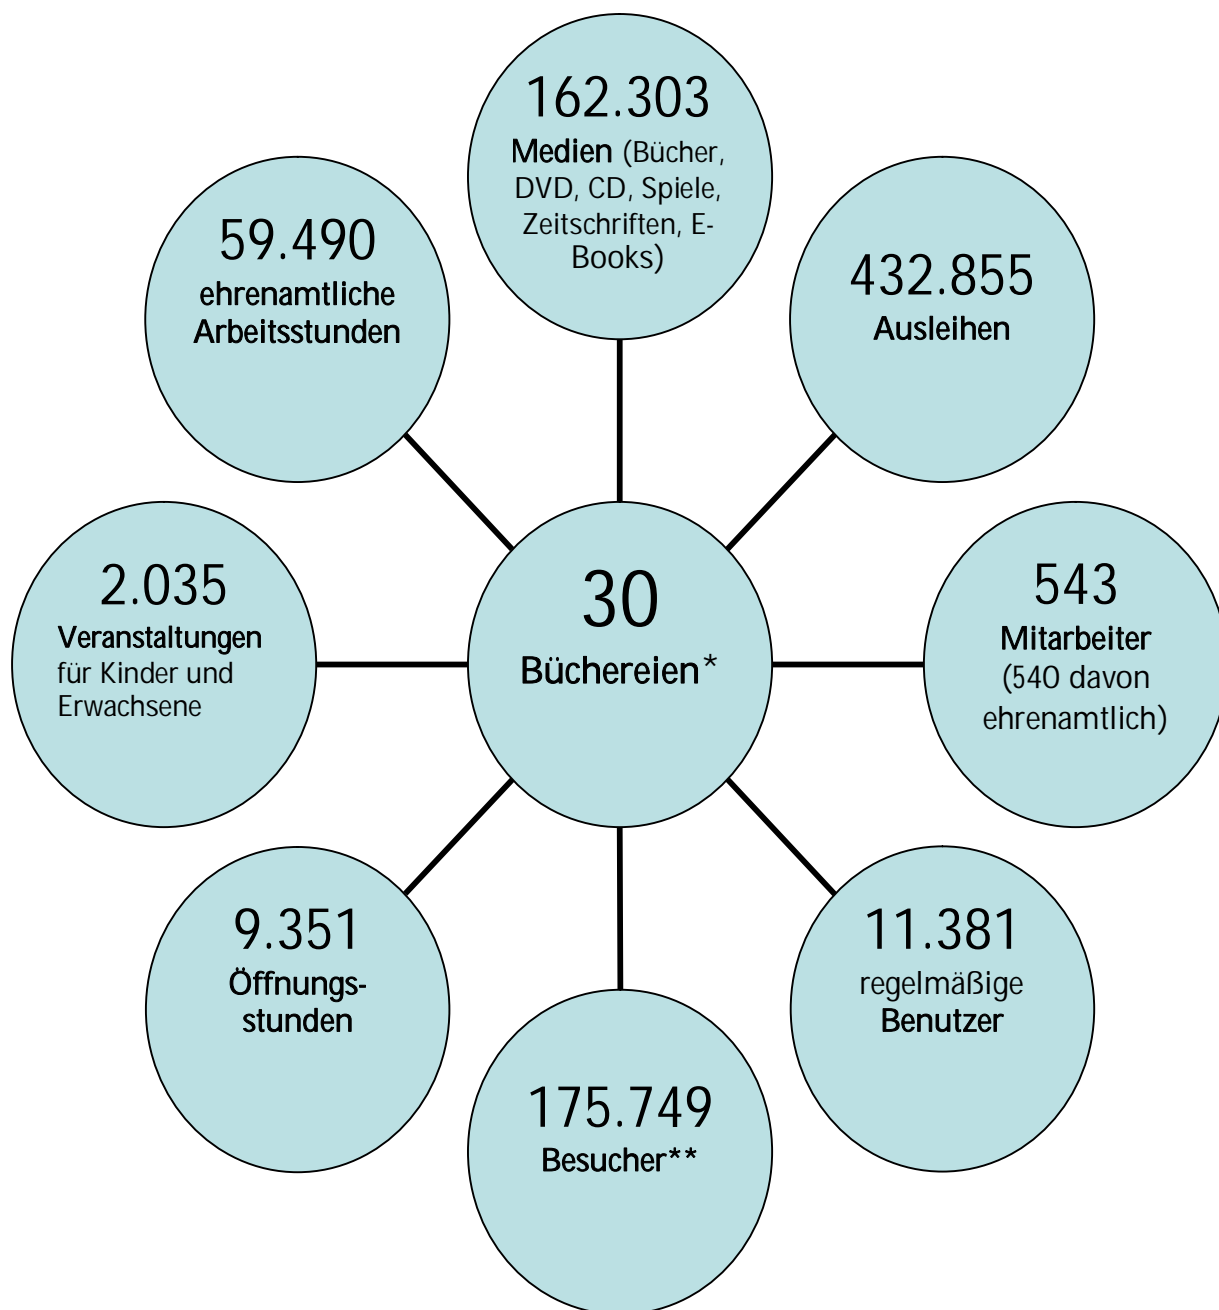 162.303
Medien (Bücher,
DVD, CD, Spiele,
Zeitschriften, E-
Books)
59.490
ehrenamtliche
Arbeitsstunden
432.855
Ausleihen
2.035
Veranstaltungen
für Kinder und
Erwachsene
30
Büchereien*
543
Mitarbeiter
(540 davon
ehrenamtlich)
9.351
Öffnungs-
stunden
11.381
regelmäßige
Benutzer
175.749
Besucher**